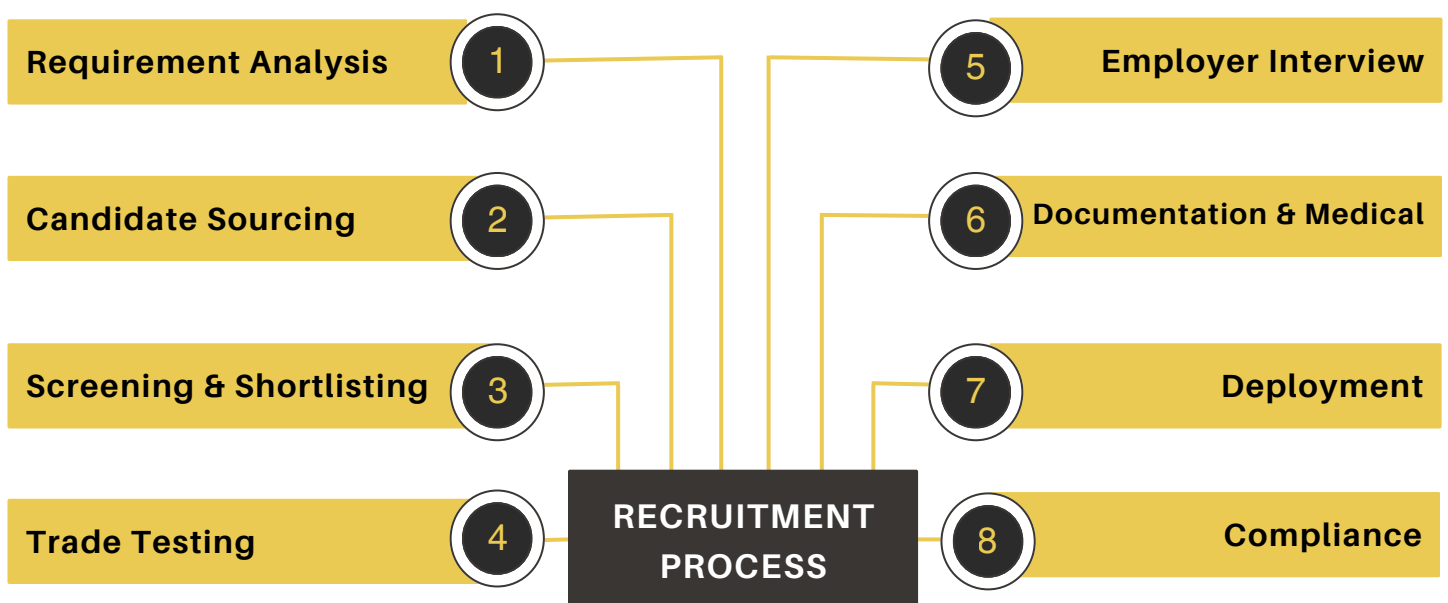 1
Requirement Analysis
2
Candidate Sourcing
3
Screening & Shortlisting
4
Trade Testing
5
Employer Interview
6
Documentation & Medical
7
Deployment
8
Compliance
RECRUITMENT
PROCESS